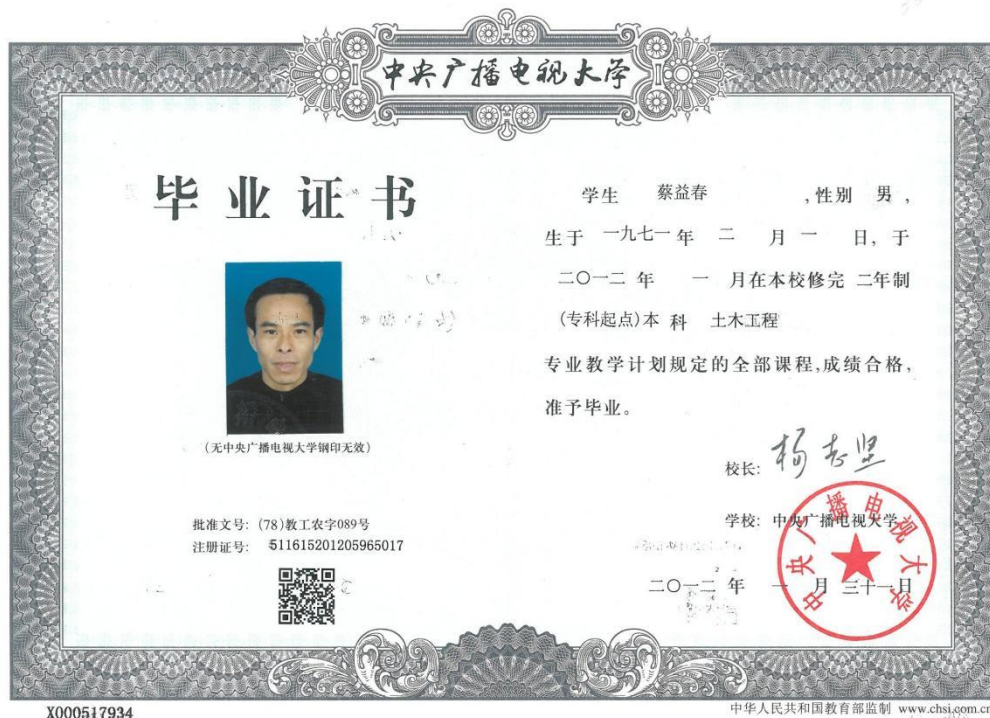 中央广播电视大学
毕业证书
(无中央广播电视大学钢印无效)
批准文号: (78)教工农字089号
注册证号: 511615201205965017
学生 蔡益春 ,性别 男,
生于 一九七一 年 二 月 一 日, 于
二〇一二 年 一 月在本校修完 二年制
(专科起点)本 科 土木工程
专业教学计划规定的全部课程,成绩合格,
准予毕业。
校长: 杨志坚
学校: 中央广播电视大学
中央广播电视大学
二〇一二 年 一 月 三十一日
X000517934
中华人民共和国教育部监制 www.chsi.com.cn